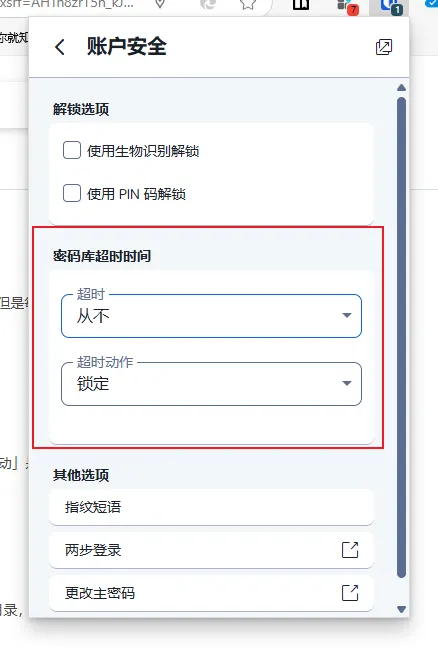 账户安全
7
1
你就知
解锁选项
使用生物识别解锁
使用 PIN 码解锁
密码库超时时间
超时
从不
但是每
超时动作
锁定
动」
其他选项
指纹短语
两步登录
更改主密码
录，